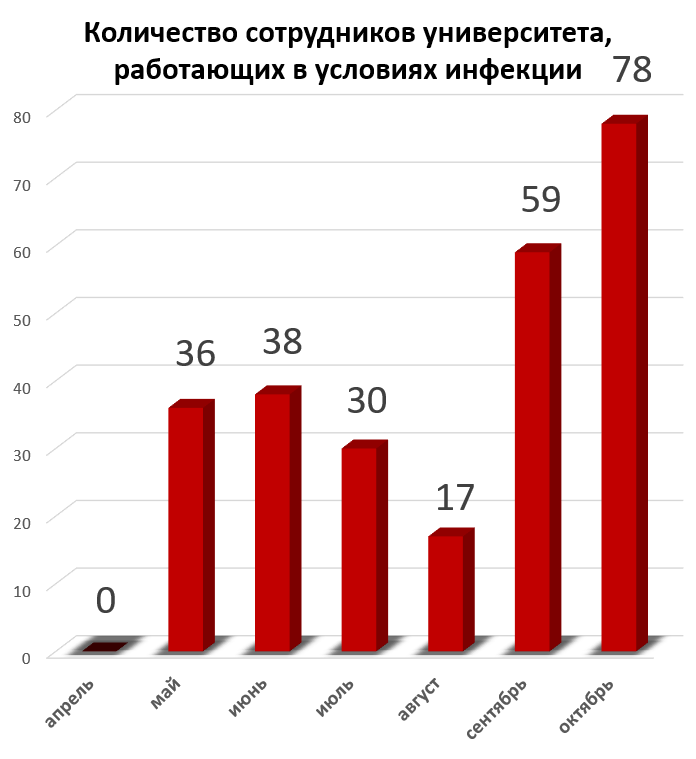 Количество сотрудников университета,
работающих в условиях инфекции
78
80
70
59
60
50
38
36
40
30
30
17
20
10
0
0
апрель
май
июнь
июль
август
сентябрь
октябрь